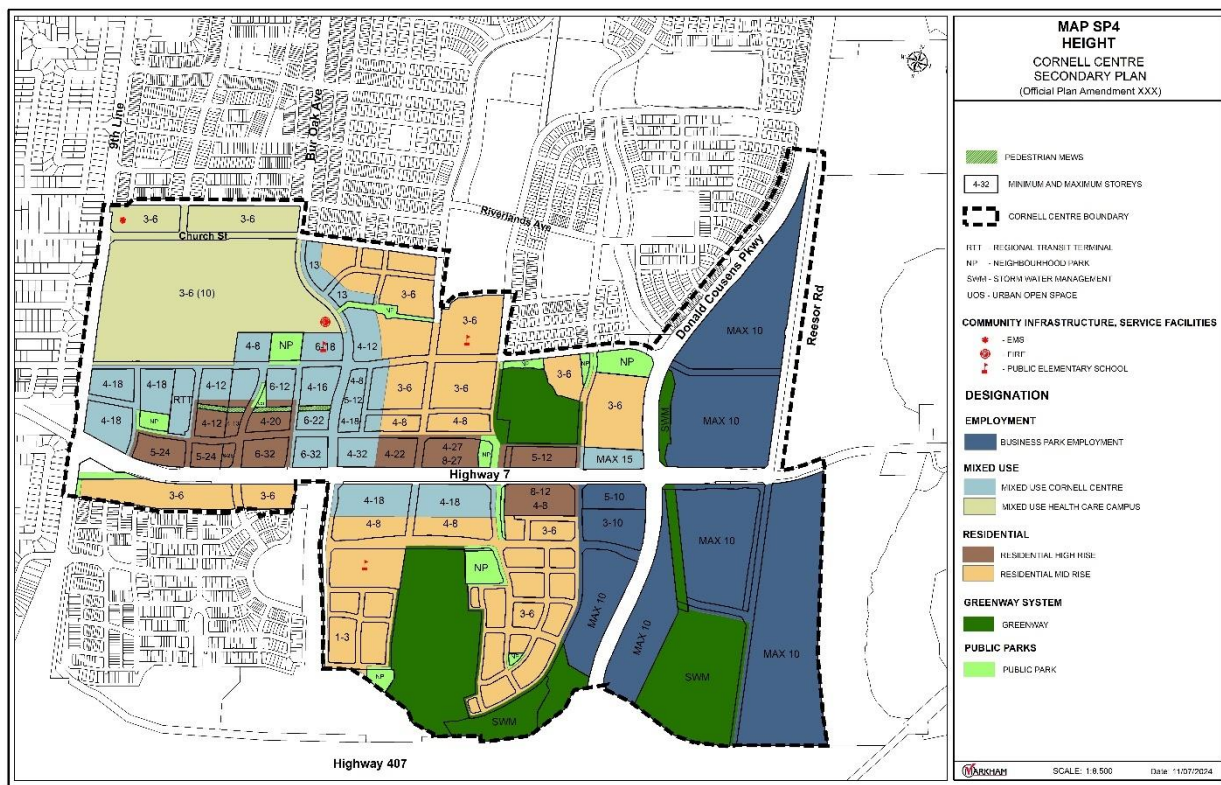 MAP SP4
HEIGHT
CORNELL CENTRE
SECONDARY PLAN
(Official Plan Amendment XXX)
PEDESTRIAN MEWS
4-32 MINIMUM AND MAXIMUM STOREYS
CORNELL CENTRE BOUNDARY
RTT - REGIONAL TRANSIT TERMINAL
NP - NEIGHBOURHOOD PARK
SWM - STORM WATER MANAGEMENT
UOS - URBAN OPEN SPACE
COMMUNITY INFRASTRUCTURE, SERVICE FACILITIES
- EMS
- FIRE
- PUBLIC ELEMENTARY SCHOOL
DESIGNATION
EMPLOYMENT
BUSINESS PARK EMPLOYMENT
MIXED USE
MIXED USE CORNELL CENTRE
MIXED USE HEALTH CARE CAMPUS
RESIDENTIAL
RESIDENTIAL HIGH RISE
RESIDENTIAL MID RISE
GREENWAY SYSTEM
GREENWAY
PUBLIC PARKS
PUBLIC PARK
MARKHAM SCALE: 1:8,500 Date: 11/07/2024
9th Line
Bur Oak Ave
Riverlands Ave
Donald Cousens Pkwy
Reesor Rd
3-6
3-6
Church St
13
13
3-6
NP
3-6 (10)
3-6
MAX 10
4-8
NP
6-18
4-12
NP
3-6
NP
NP
4-18
4-18
RTT
4-12
6-12
4-16
4-8
5-12
3-6
3-6
3-6
SWM
MAX 10
4-18
NP
4-12
4-20
6-22
4-18
4-8
4-8
5-24
5-24
6-32
6-32
4-32
4-22
4-27
8-27
NP
5-12
MAX 15
Highway 7
3-6
3-6
4-18
4-18
6-12
4-8
5-10
4-8
4-8
3-6
3-10
MAX 10
NP
1-3
3-6
MAX 10
MAX 10
MAX 10
NP
NP
SWM
SWM
Highway 407